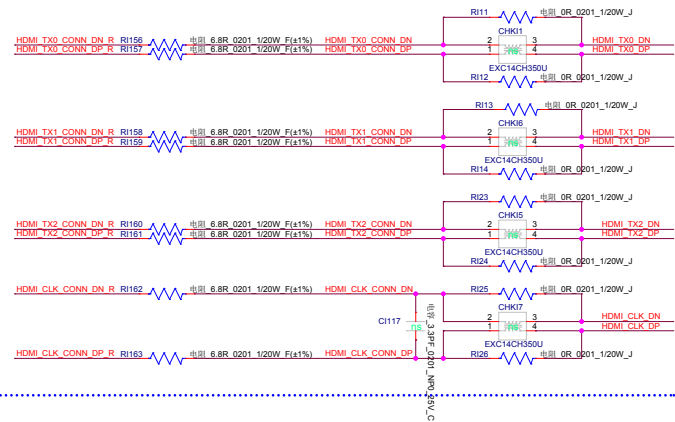 RI11 电阻_0R_0201_1/20W_J
HDMI_TX0_CONN_DN_R RI156 电阻_6.8R_0201_1/20W_F(±1%) HDMI_TX0_CONN_DN 2 CHKI1 3 HDMI_TX0_DN
HDMI_TX0_CONN_DP_R RI157 电阻_6.8R_0201_1/20W_F(±1%) HDMI_TX0_CONN_DP 1 ns 4 HDMI_TX0_DP
EXC14CH350U
RI12 电阻_0R_0201_1/20W_J
RI13 电阻_0R_0201_1/20W_J
HDMI_TX1_CONN_DN_R RI158 电阻_6.8R_0201_1/20W_F(±1%) HDMI_TX1_CONN_DN 2 CHKI6 3 HDMI_TX1_DN
HDMI_TX1_CONN_DP_R RI159 电阻_6.8R_0201_1/20W_F(±1%) HDMI_TX1_CONN_DP 1 ns 4 HDMI_TX1_DP
EXC14CH350U
RI14 电阻_0R_0201_1/20W_J
RI23 电阻_0R_0201_1/20W_J
HDMI_TX2_CONN_DN_R RI160 电阻_6.8R_0201_1/20W_F(±1%) HDMI_TX2_CONN_DN 2 CHKI5 3 HDMI_TX2_DN
HDMI_TX2_CONN_DP_R RI161 电阻_6.8R_0201_1/20W_F(±1%) HDMI_TX2_CONN_DP 1 ns 4 HDMI_TX2_DP
EXC14CH350U
RI24 电阻_0R_0201_1/20W_J
HDMI_CLK_CONN_DN_R RI162 电阻_6.8R_0201_1/20W_F(±1%) HDMI_CLK_CONN_DN RI25 电阻_0R_0201_1/20W_J
CHKI7
2 3 HDMI_CLK_DN
CI117 ns 电容_3.3PF_0201_NP0_25V_C 1 ns 4 HDMI_CLK_DP
EXC14CH350U
HDMI_CLK_CONN_DP_R RI163 电阻_6.8R_0201_1/20W_F(±1%) HDMI_CLK_CONN_DP RI26 电阻_0R_0201_1/20W_J